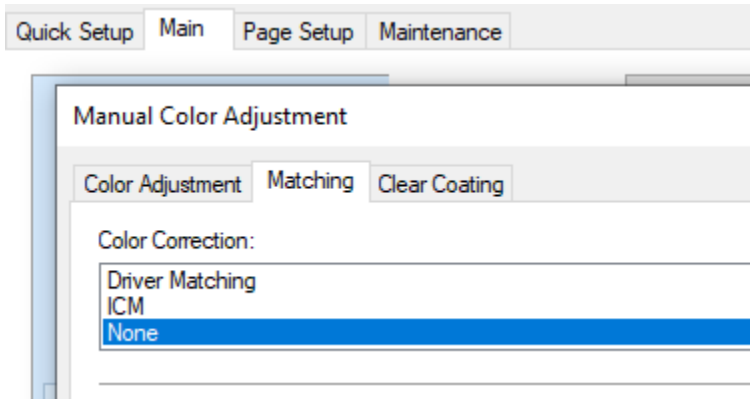 Quick Setup Main Page Setup Maintenance
Manual Color Adjustment
Color Adjustment Matching Clear Coating
Color Correction:
Driver Matching
ICM
None